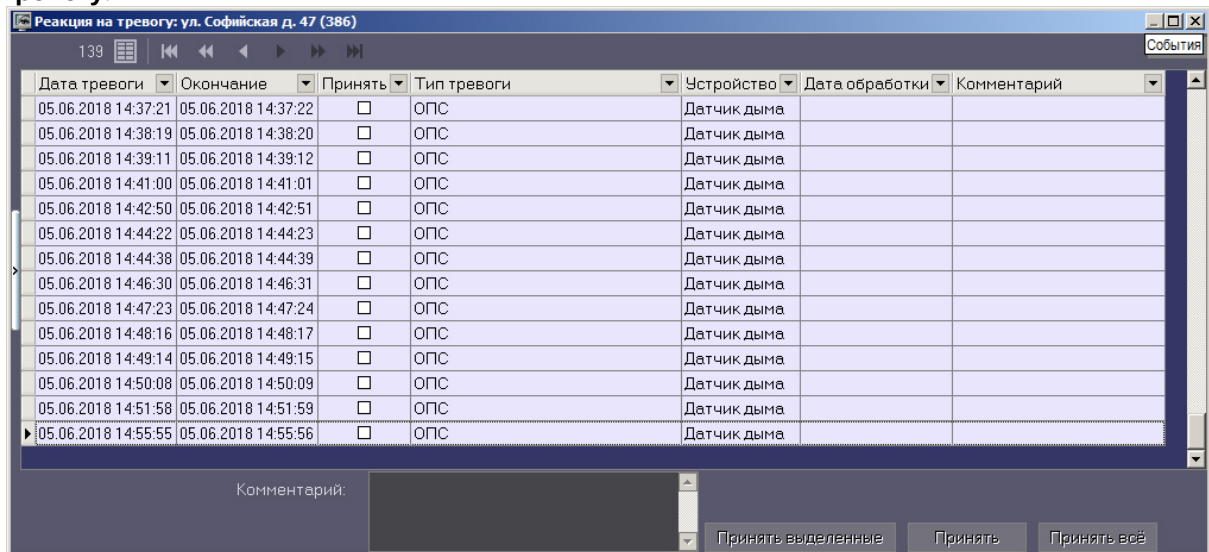 Реакция на тревогу: ул. Софийская д. 47 (386)
139
События
Дата тревоги Окончание Принять Тип тревоги Устройство Дата обработки Комментарий
05.06.2018 14:37:21 05.06.2018 14:37:22 ОПС Датчик дыма
05.06.2018 14:38:19 05.06.2018 14:38:20 ОПС Датчик дыма
05.06.2018 14:39:11 05.06.2018 14:39:12 ОПС Датчик дыма
05.06.2018 14:41:00 05.06.2018 14:41:01 ОПС Датчик дыма
05.06.2018 14:42:50 05.06.2018 14:42:51 ОПС Датчик дыма
05.06.2018 14:44:22 05.06.2018 14:44:23 ОПС Датчик дыма
05.06.2018 14:44:38 05.06.2018 14:44:39 ОПС Датчик дыма
05.06.2018 14:46:30 05.06.2018 14:46:31 ОПС Датчик дыма
05.06.2018 14:47:23 05.06.2018 14:47:24 ОПС Датчик дыма
05.06.2018 14:48:16 05.06.2018 14:48:17 ОПС Датчик дыма
05.06.2018 14:49:14 05.06.2018 14:49:15 ОПС Датчик дыма
05.06.2018 14:50:08 05.06.2018 14:50:09 ОПС Датчик дыма
05.06.2018 14:51:58 05.06.2018 14:51:59 ОПС Датчик дыма
05.06.2018 14:55:55 05.06.2018 14:55:56 ОПС Датчик дыма
Комментарий:
Принять выделенные Принять Принять всё